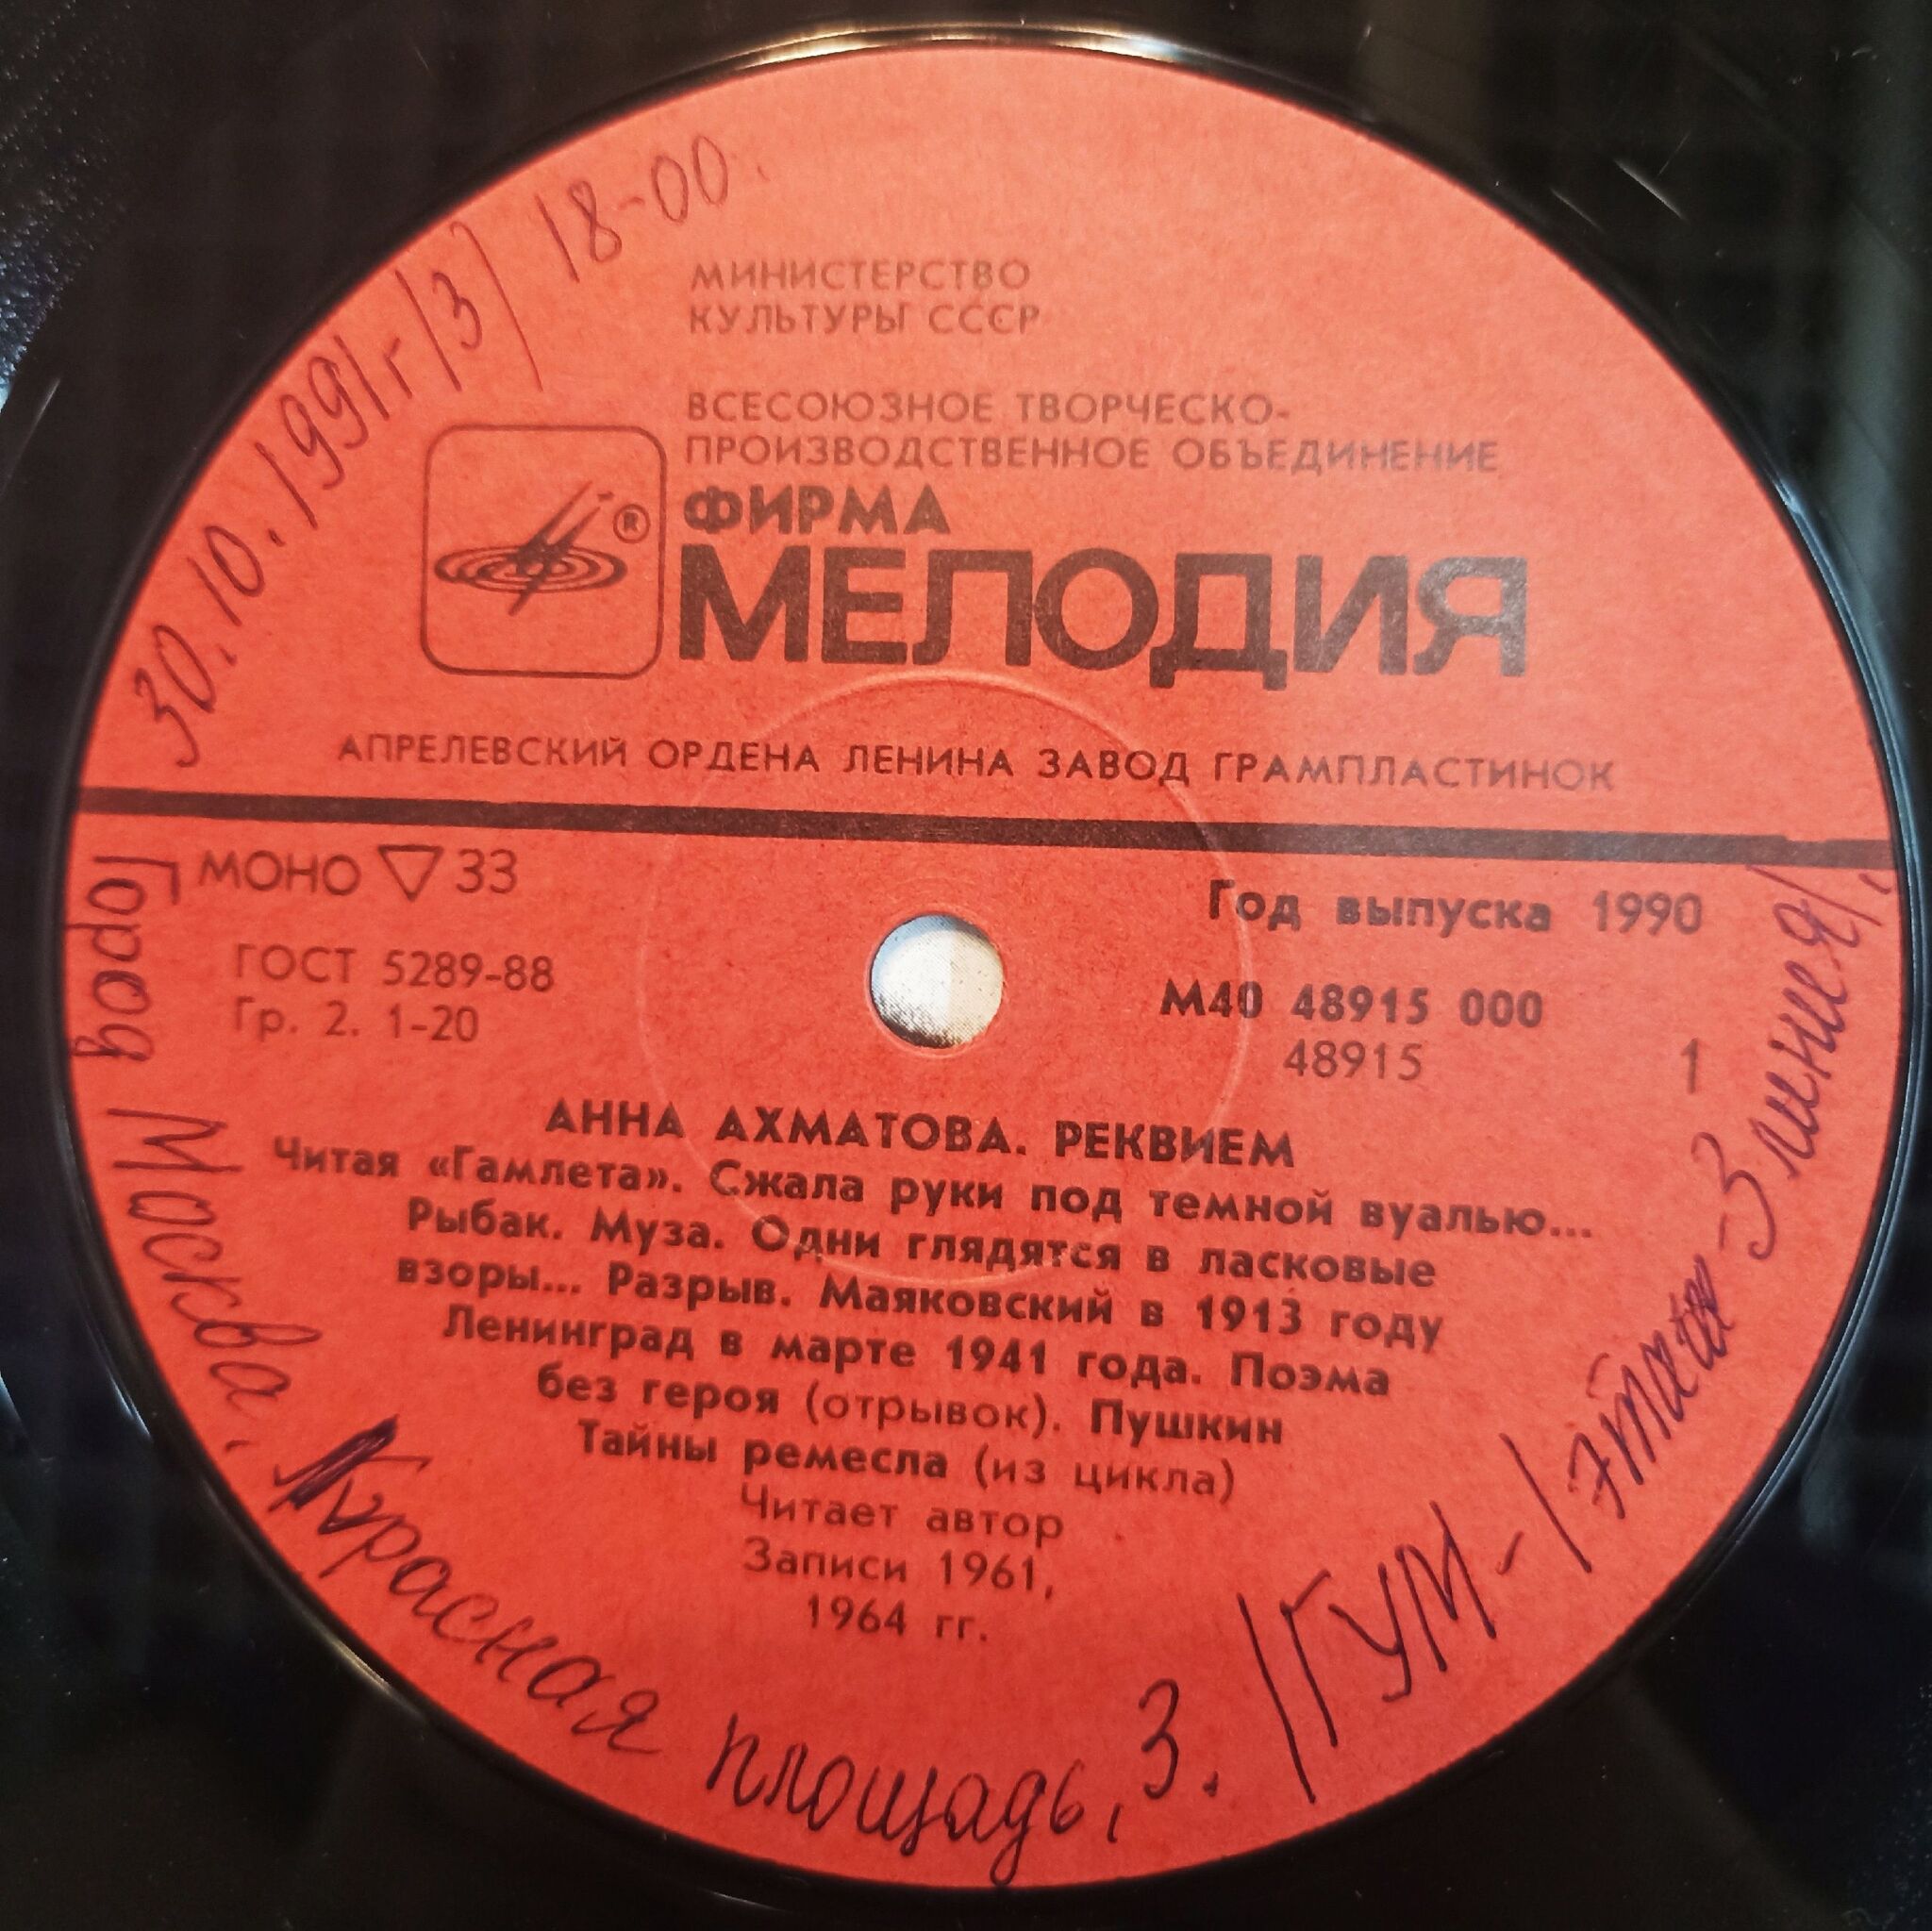 30.10.1991г/3/ 18-00.
МИНИСТЕРСТВО
КУЛЬТУРЫ СССР
ВСЕСОЮЗНОЕ ТВОРЧЕСКО-
ПРОИЗВОДСТВЕННОЕ ОБЪЕДИНЕНИЕ
®
ФИРМА
МЕЛОДИЯ
АПРЕЛЕВСКИЙ ОРДЕНА ЛЕНИНА ЗАВОД ГРАМПЛАСТИНОК
МОНО ▽ 33
Год выпуска 1990
ГОСТ 5289-88
Гр. 2. 1-20
М40 48915 000
48915
1
АННА АХМАТОВА. РЕКВИЕМ
Читая «Гамлета». Сжала руки под темной вуалью...
Рыбак. Муза. Одни глядятся в ласковые
взоры... Разрыв. Маяковский в 1913 году
Ленинград в марте 1941 года. Поэма
без героя (отрывок). Пушкин
Тайны ремесла (из цикла)
Читает автор
Записи 1961,
1964 гг.
Город Москва. Красная площадь, 3. /ГУМ-1 этаж-3 линия/.